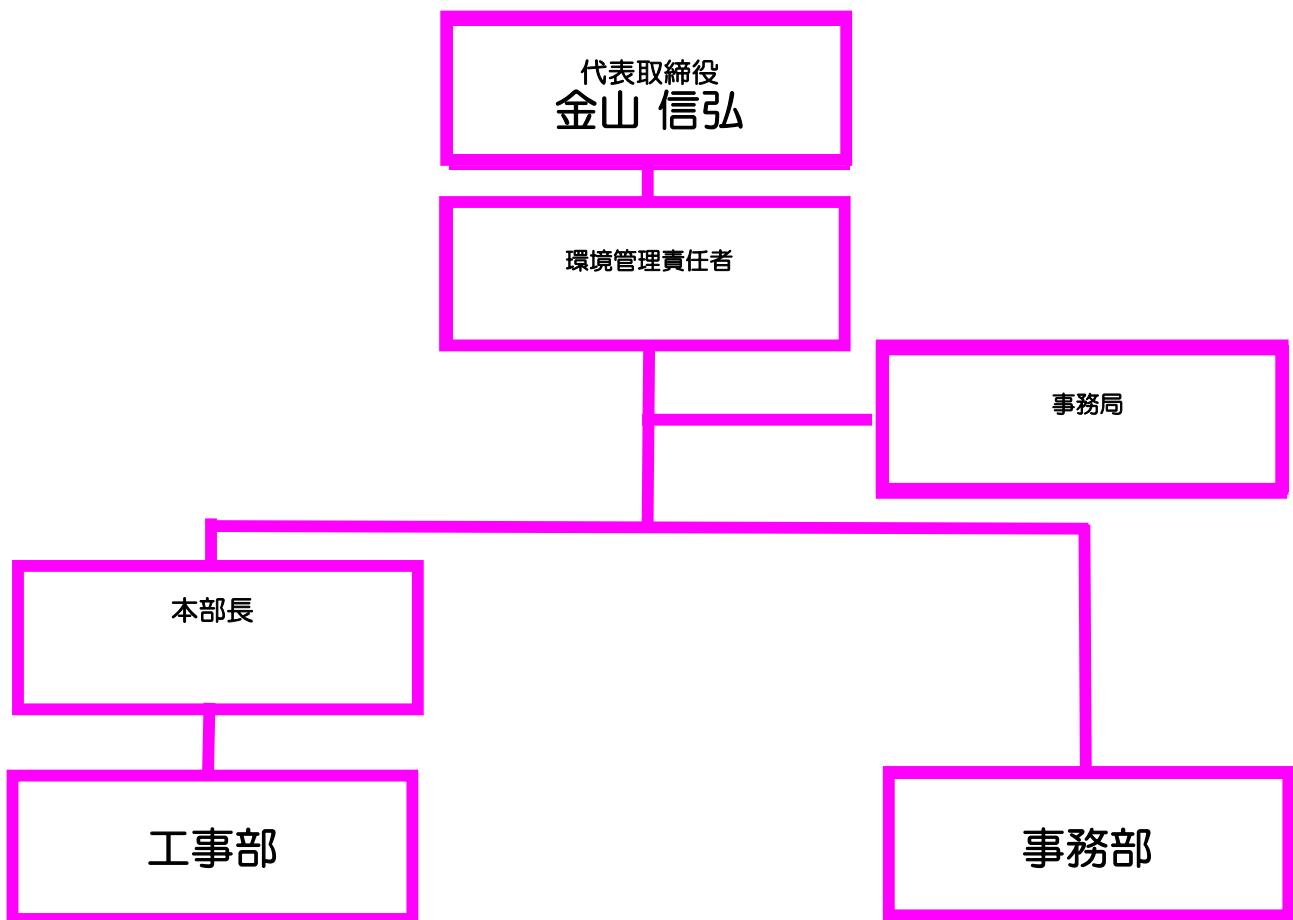 代表取締役
金山 信弘
環境管理責任者
事務局
本部長
工事部
事務部